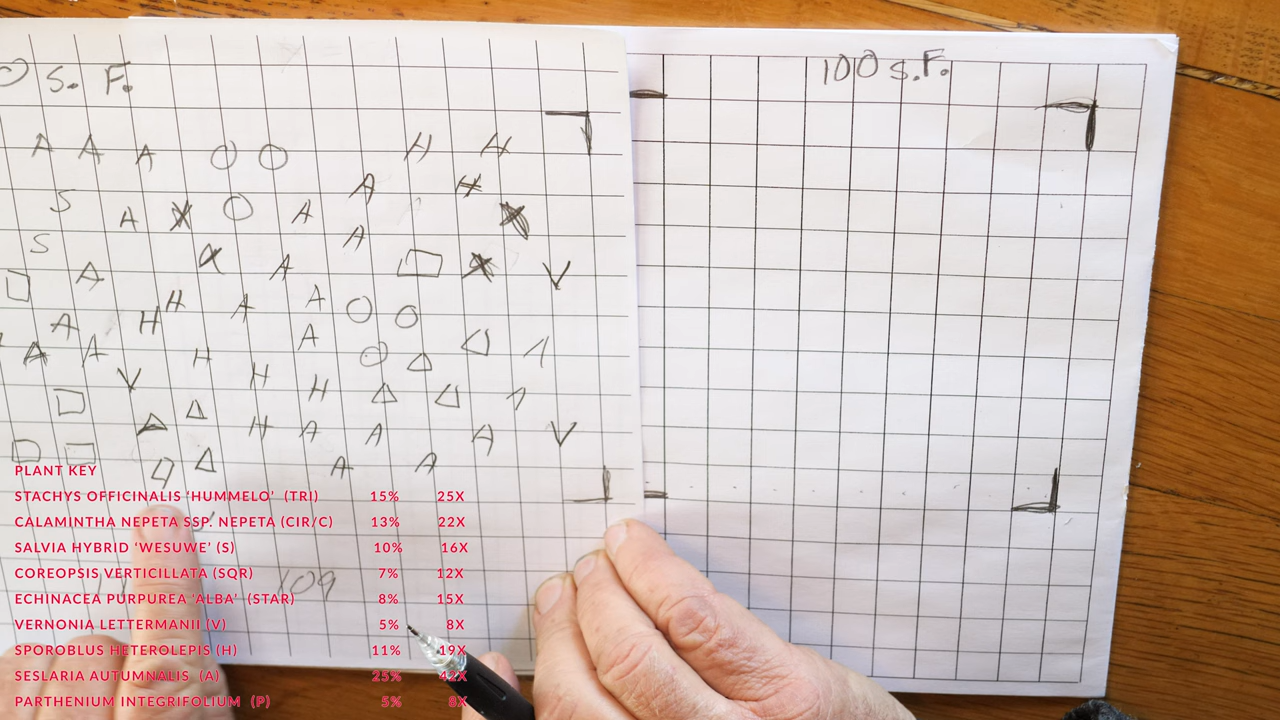 S. F.
100 S.F.
A A A O O H H
A H
S A O A
S A
A A V
H A A O O
A H A
A A H A
V H H
H A A A V
A A
109
PLANT KEY
STACHYS OFFICINALIS ‘HUMMELO’ (TRI) 15% 25X
CALAMINTHA NEPETA SSP. NEPETA (CIR/C) 13% 22X
SALVIA HYBRID ‘WESUWE’ (S) 10% 16X
COREOPSIS VERTICILLATA (SQR) 7% 12X
ECHINACEA PURPUREA ‘ALBA’ (STAR) 8% 15X
VERNONIA LETTERMANII (V) 5% 8X
SPOROBLUS HETEROLEPIS (H) 11% 19X
SESLARIA AUTUMNALIS (A) 25% 42X
PARTHENIUM INTEGRIFOLIUM (P) 5% 8X